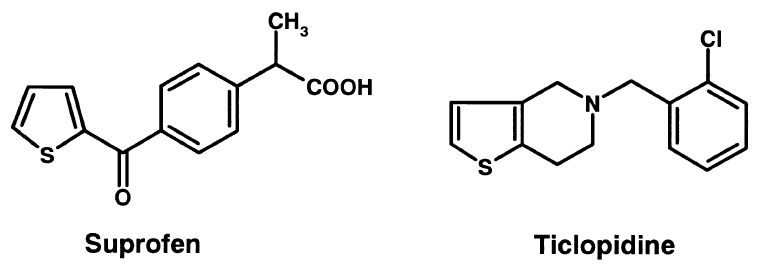 CH₃
COOH
S
O
Suprofen
Cl
N
S
Ticlopidine